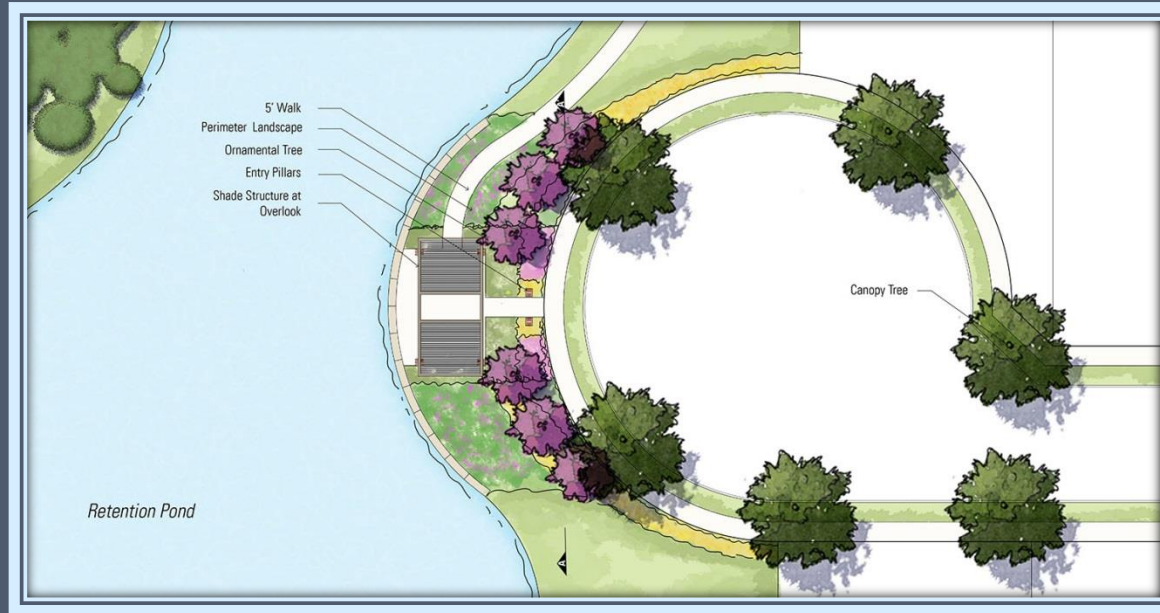 5' Walk
Perimeter Landscape
Ornamental Tree
Entry Pillars
Shade Structure at
Overlook
A
Canopy Tree
Retention Pond
A